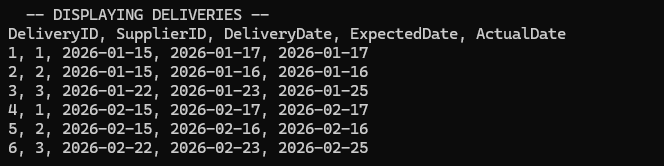 -- DISPLAYING DELIVERIES --
DeliveryID, SupplierID, DeliveryDate, ExpectedDate, ActualDate
1, 1, 2026-01-15, 2026-01-17, 2026-01-17
2, 2, 2026-01-15, 2026-01-16, 2026-01-16
3, 3, 2026-01-22, 2026-01-23, 2026-01-25
4, 1, 2026-02-15, 2026-02-17, 2026-02-17
5, 2, 2026-02-15, 2026-02-16, 2026-02-16
6, 3, 2026-02-22, 2026-02-23, 2026-02-25